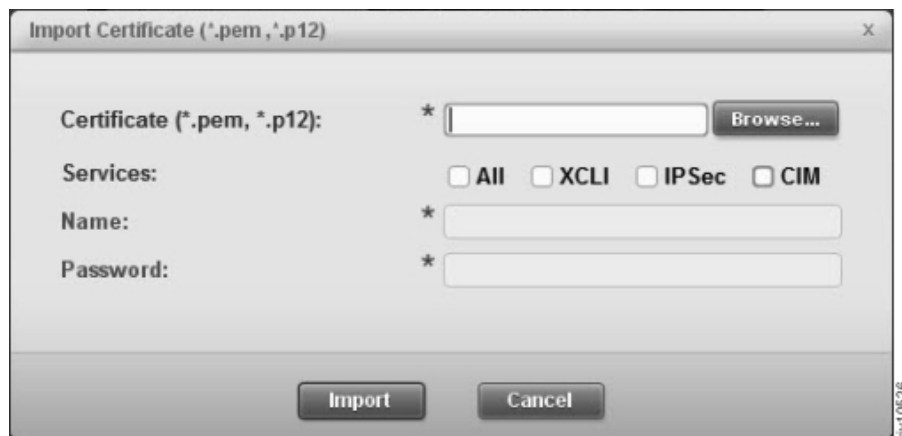 Import Certificate (*.pem ,*.p12) x
Certificate (*.pem, *.p12): * Browse...
Services: All XCLI IPSec CIM
Name: *
Password: *
Import Cancel